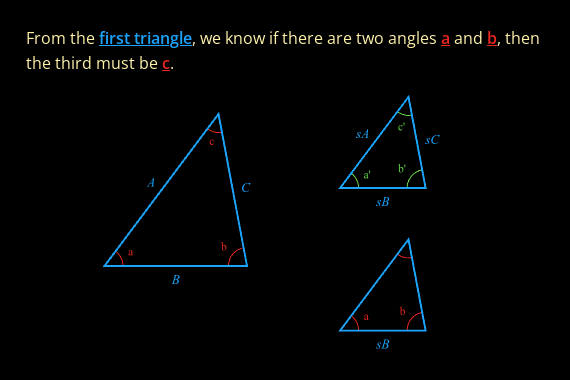 From the first triangle, we know if there are two angles a and b, then
the third must be c.
c
A
C
a
b
B
c'
sA
sC
a'
b'
sB
a
b
sB